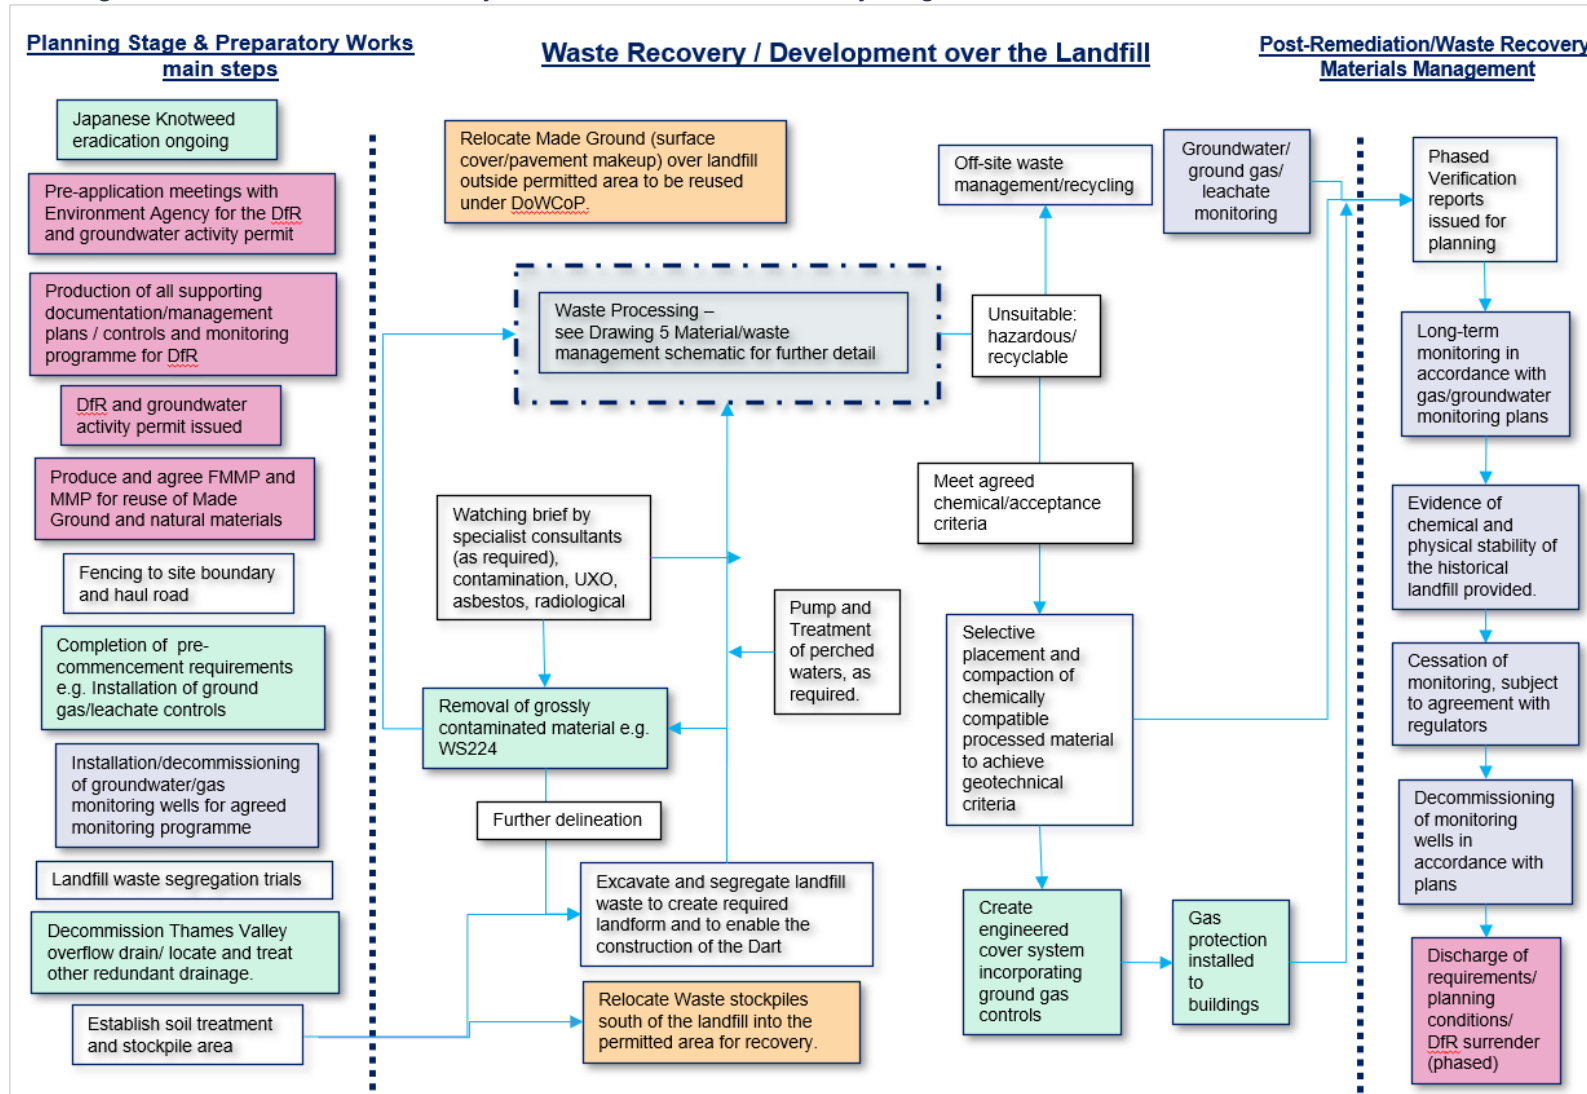 Planning Stage & Preparatory Works
main steps
Japanese Knotweed
eradication ongoing
Pre-application meetings with
Environment Agency for the DfR
and groundwater activity permit
Production of all supporting
documentation/management
plans / controls and monitoring
programme for DfR
DfR and groundwater
activity permit issued
Produce and agree FMMP and
MMP for reuse of Made
Ground and natural materials
Fencing to site boundary
and haul road
Completion of pre-
commencement requirements
e.g. Installation of ground
gas/leachate controls
Installation/decommissioning
of groundwater/gas
monitoring wells for agreed
monitoring programme
Landfill waste segregation trials
Decommission Thames Valley
overflow drain/ locate and treat
other redundant drainage.
Establish soil treatment
and stockpile area
Waste Recovery / Development over the Landfill
Relocate Made Ground (surface
cover/pavement makeup) over landfill
outside permitted area to be reused
under DoWCoP.
Waste Processing –
see Drawing 5 Material/waste
management schematic for further detail
Watching brief by
specialist consultants
(as required),
contamination, UXO,
asbestos, radiological
Pump and
Treatment
of perched
waters, as
required.
Removal of grossly
contaminated material e.g.
WS224
Further delineation
Excavate and segregate landfill
waste to create required
landform and to enable the
construction of the Dart
Relocate Waste stockpiles
south of the landfill into the
permitted area for recovery.
Off-site waste
management/recycling
Unsuitable:
hazardous/
recyclable
Meet agreed
chemical/acceptance
criteria
Selective
placement and
compaction of
chemically
compatible
processed material
to achieve
geotechnical
criteria
Create
engineered
cover system
incorporating
ground gas
controls
Gas
protection
installed
to
buildings
Groundwater/
ground gas/
leachate
monitoring
Post-Remediation/Waste Recovery
Materials Management
Phased
Verification
reports
issued for
planning
Long-term
monitoring in
accordance with
gas/groundwater
monitoring plans
Evidence of
chemical and
physical stability of
the historical
landfill provided.
Cessation of
monitoring, subject
to agreement with
regulators
Decommissioning
of monitoring
wells in
accordance with
plans
Discharge of
requirements/
planning
conditions/
DfR surrender
(phased)